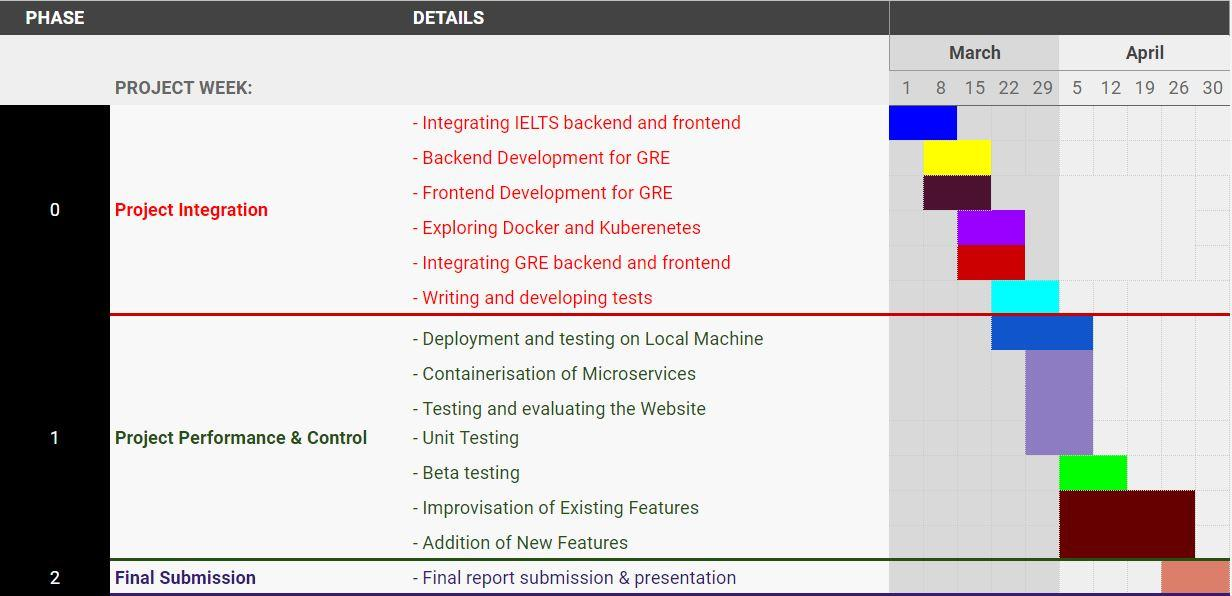 PHASE DETAILS
March April
PROJECT WEEK: 1 8 15 22 29 5 12 19 26 30
- Integrating IELTS backend and frontend
- Backend Development for GRE
- Frontend Development for GRE
0 Project Integration
- Exploring Docker and Kuberenetes
- Integrating GRE backend and frontend
- Writing and developing tests
- Deployment and testing on Local Machine
- Containerisation of Microservices
- Testing and evaluating the Website
1 Project Performance & Control - Unit Testing
- Beta testing
- Improvisation of Existing Features
- Addition of New Features
2 Final Submission - Final report submission & presentation